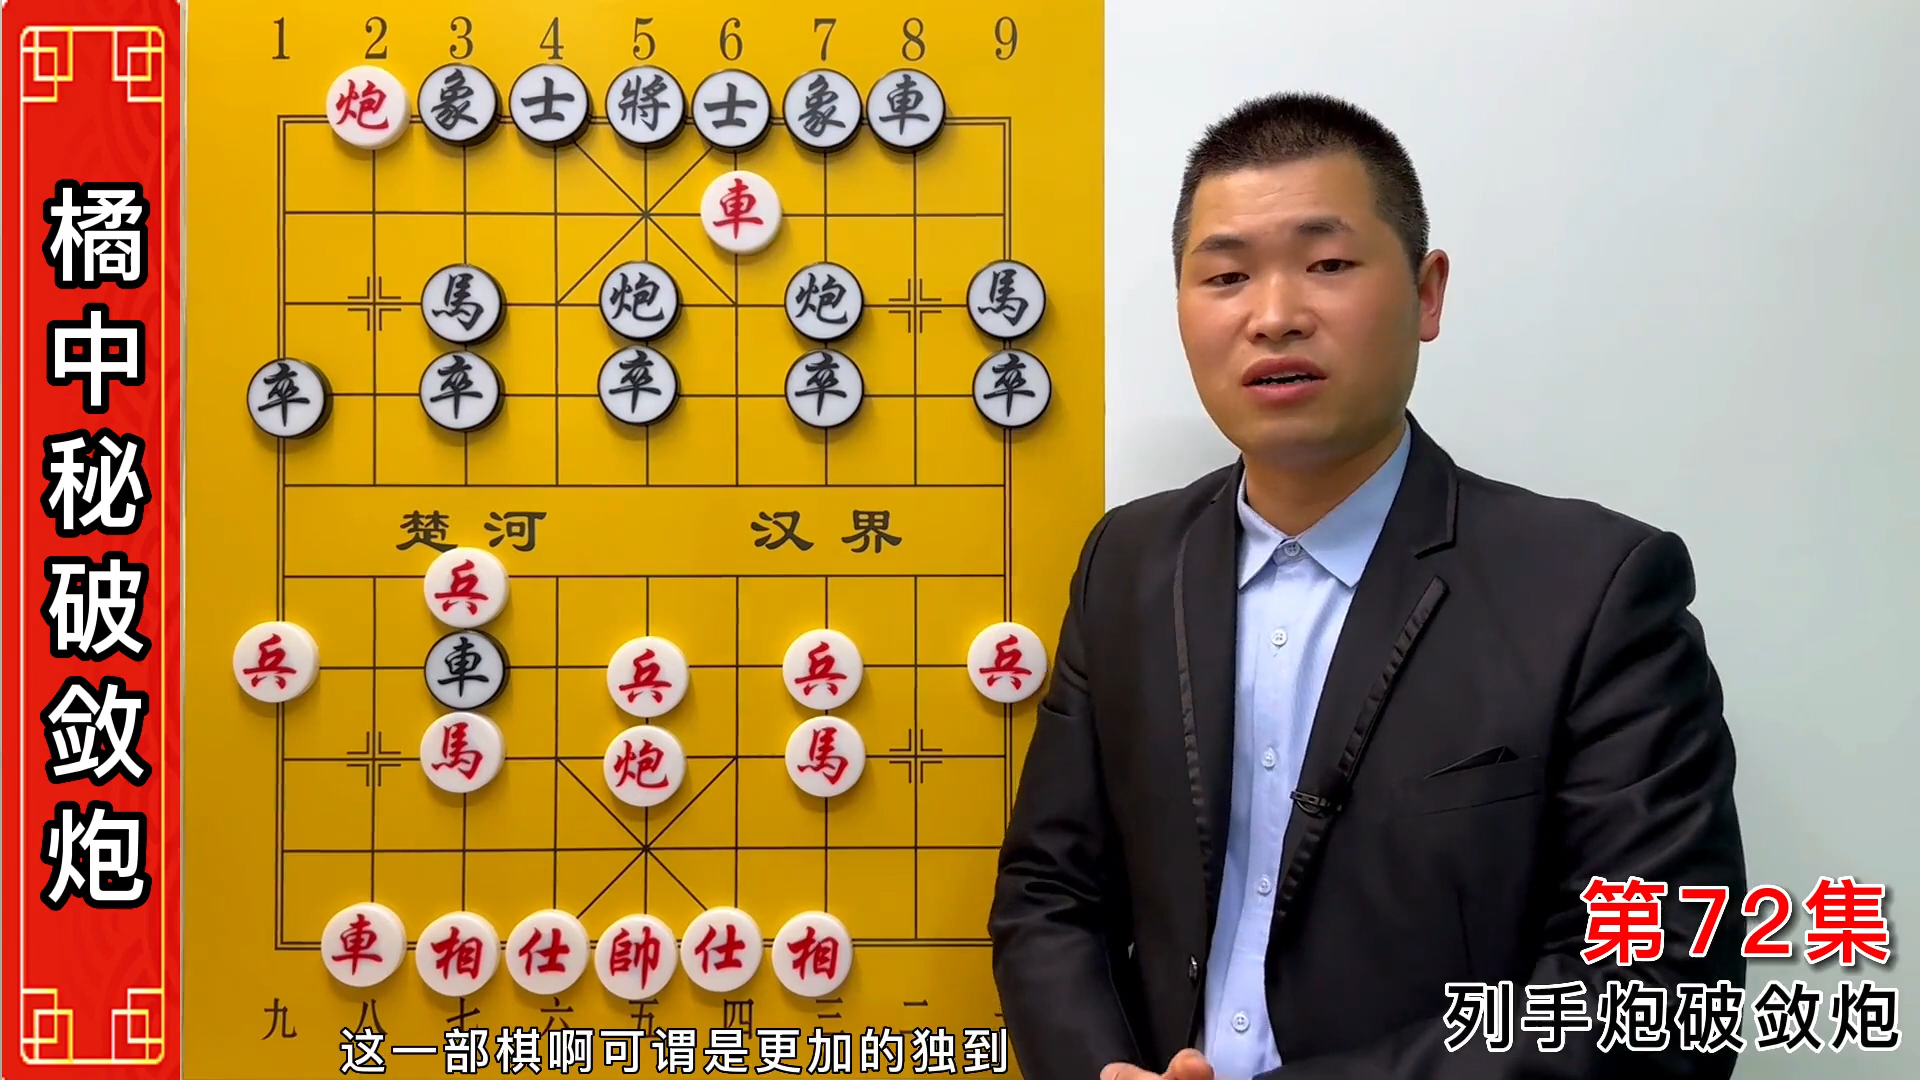 橘中秘破敛炮
1 2 3 4 5 6 7 8 9
炮 象 士 將 士 象 車
車
馬 炮 炮 馬
卒 卒 卒 卒 卒
楚河 汉界
兵
兵 車 兵 兵 兵
馬 炮 馬
車 相 仕 帥 仕 相
九 八 七 六 五 四 三 二
这一部棋啊可谓是更加的独到
第72集
列手炮破敛炮